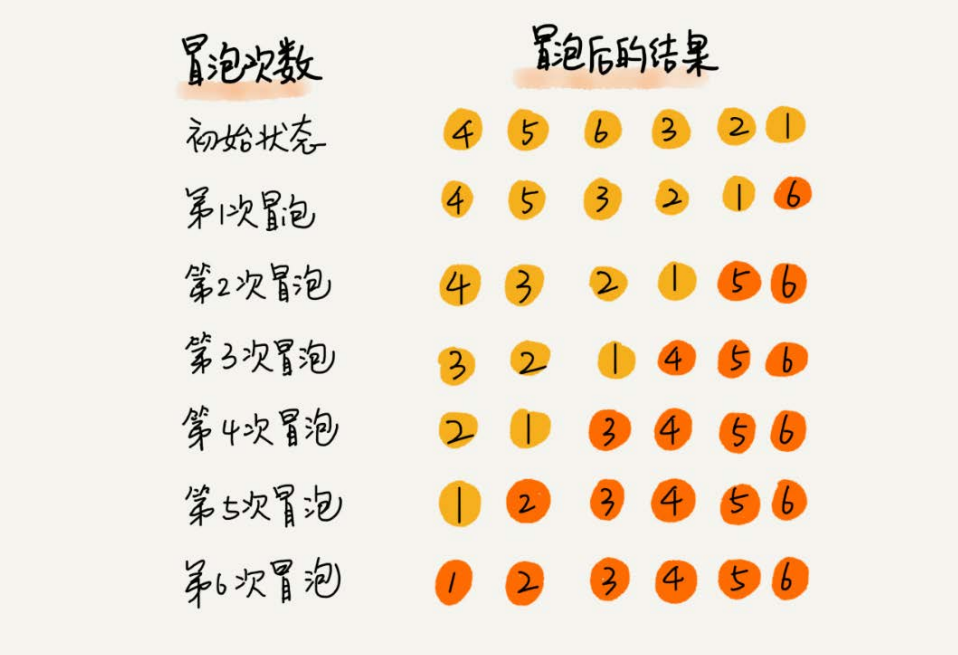 冒泡次数 冒泡后的结果
初始状态 4 5 6 3 2 1
第1次冒泡 4 5 3 2 1 6
第2次冒泡 4 3 2 1 5 6
第3次冒泡 3 2 1 4 5 6
第4次冒泡 2 1 3 4 5 6
第5次冒泡 1 2 3 4 5 6
第6次冒泡 1 2 3 4 5 6